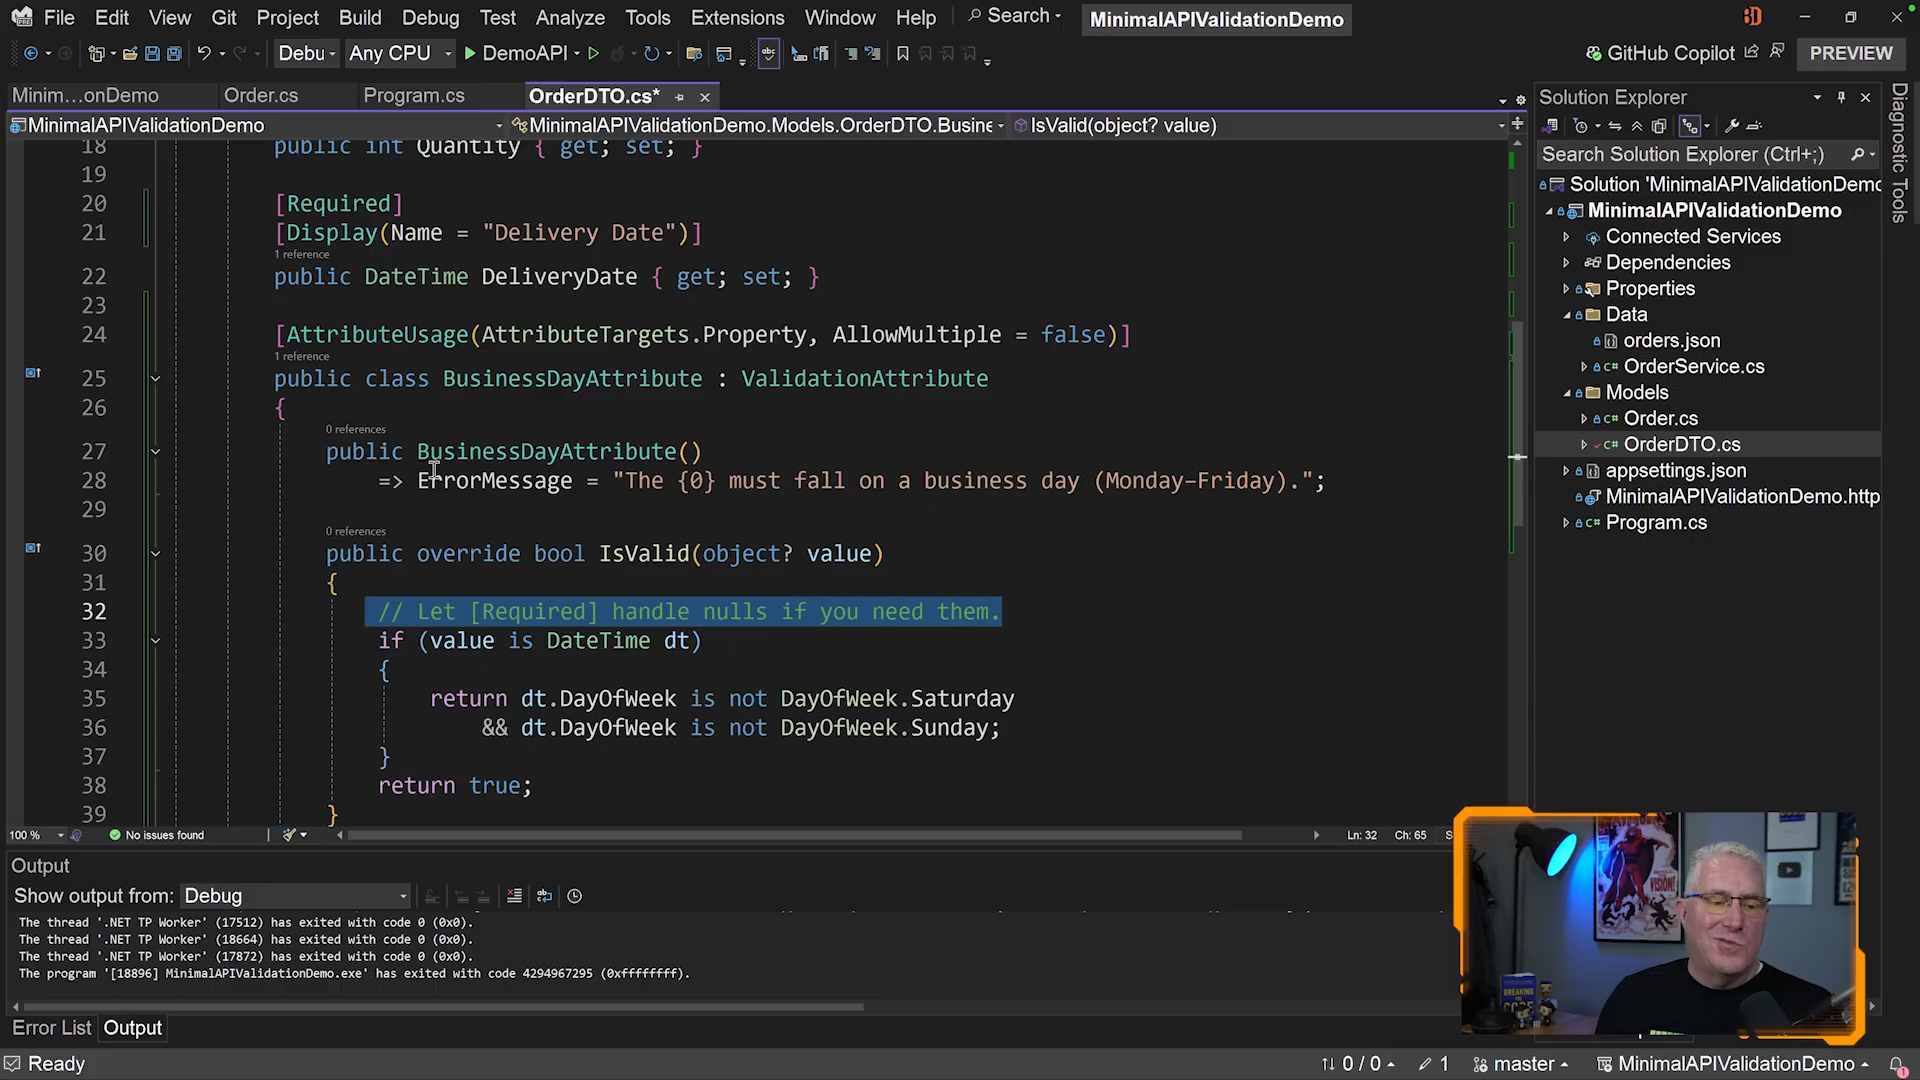 File Edit View Git Project Build Debug Test Analyze Tools Extensions Window Help Search MinimalAPIValidationDemo
Debu Any CPU DemoAPI GitHub Copilot PREVIEW
Minim...onDemo Order.cs Program.cs OrderDTO.cs*
MinimalAPIValidationDemo MinimalAPIValidationDemo.Models.OrderDTO.Busine IsValid(object? value)
18 public int Quantity { get; set; }
19
20 [Required]
21 [Display(Name = "Delivery Date")]
1 reference
22 public DateTime DeliveryDate { get; set; }
23
24 [AttributeUsage(AttributeTargets.Property, AllowMultiple = false)]
1 reference
25 public class BusinessDayAttribute : ValidationAttribute
26 {
0 references
27 public BusinessDayAttribute()
28 => ErrorMessage = "The {0} must fall on a business day (Monday–Friday).";
29
0 references
30 public override bool IsValid(object? value)
31 {
32 // Let [Required] handle nulls if you need them.
33 if (value is DateTime dt)
34 {
35 return dt.DayOfWeek is not DayOfWeek.Saturday
36 && dt.DayOfWeek is not DayOfWeek.Sunday;
37 }
38 return true;
39 }
100 % No issues found Ln: 32 Ch: 65
Output
Show output from: Debug
The thread '.NET TP Worker' (17512) has exited with code 0 (0x0).
The thread '.NET TP Worker' (18664) has exited with code 0 (0x0).
The thread '.NET TP Worker' (17872) has exited with code 0 (0x0).
The program '[18896] MinimalAPIValidationDemo.exe' has exited with code 4294967295 (0xffffffff).
Error List Output
Ready 0 / 0 1 master MinimalAPIValidationDemo
Solution Explorer
Search Solution Explorer (Ctrl+;)
Solution 'MinimalAPIValidationDemo
MinimalAPIValidationDemo
Connected Services
Dependencies
Properties
Data
orders.json
OrderService.cs
Models
Order.cs
OrderDTO.cs
appsettings.json
MinimalAPIValidationDemo.http
Program.cs
Diagnostic Tools
VISION!
BREAKING
THE
CODE